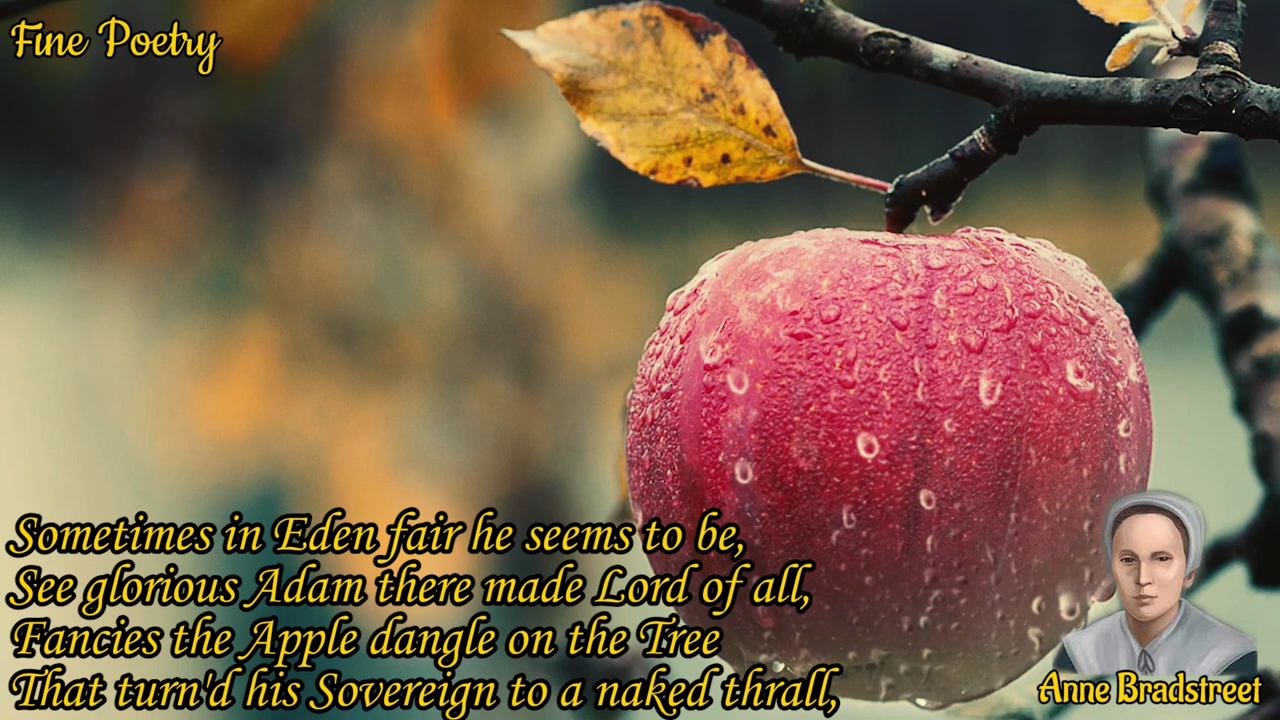 Fine Poetry
Sometimes in Eden fair he seems to be,
See glorious Adam there made Lord of all,
Fancies the Apple dangle on the Tree
That turn'd his Sovereign to a naked thrall,
Anne Bradstreet